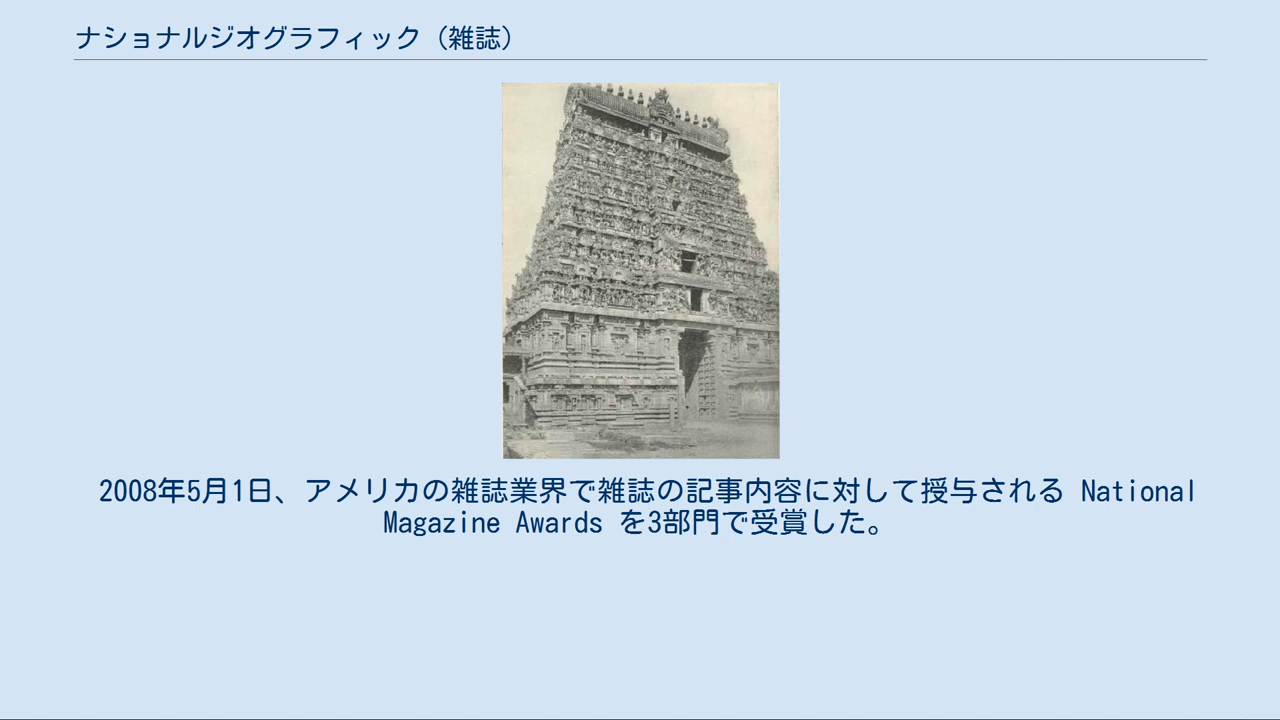 ナショナルジオグラフィック（雑誌）
2008年5月1日、アメリカの雑誌業界で雑誌の記事内容に対して授与される National
Magazine Awards を3部門で受賞した。